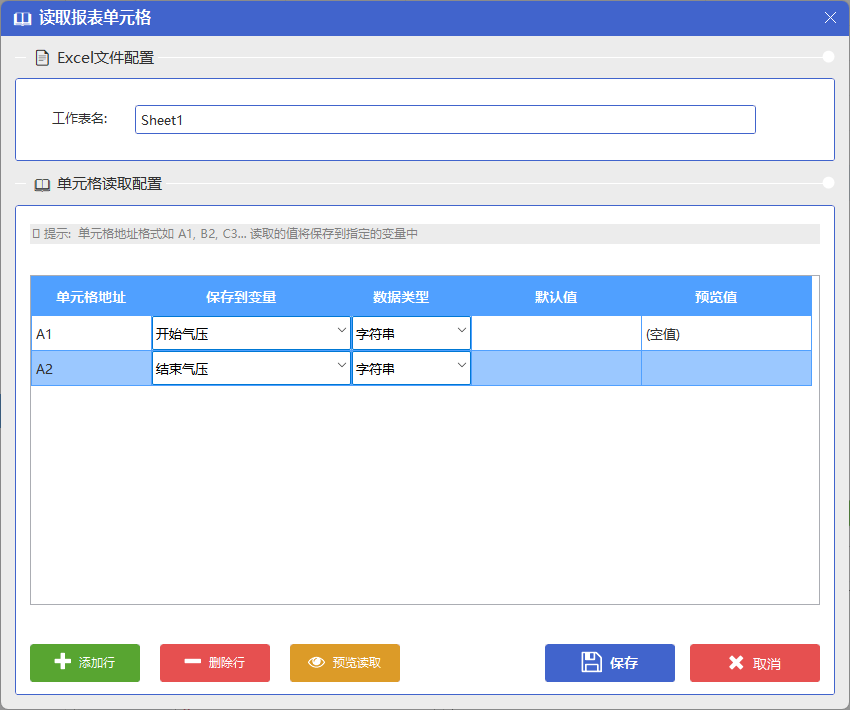 读取报表单元格
Excel文件配置
工作表名:
Sheet1
单元格读取配置
提示: 单元格地址格式如 A1, B2, C3... 读取的值将保存到指定的变量中
单元格地址 保存到变量 数据类型 默认值 预览值
A1 开始气压 字符串 (空值)
A2 结束气压 字符串
添加行 删除行 预览读取 保存 取消